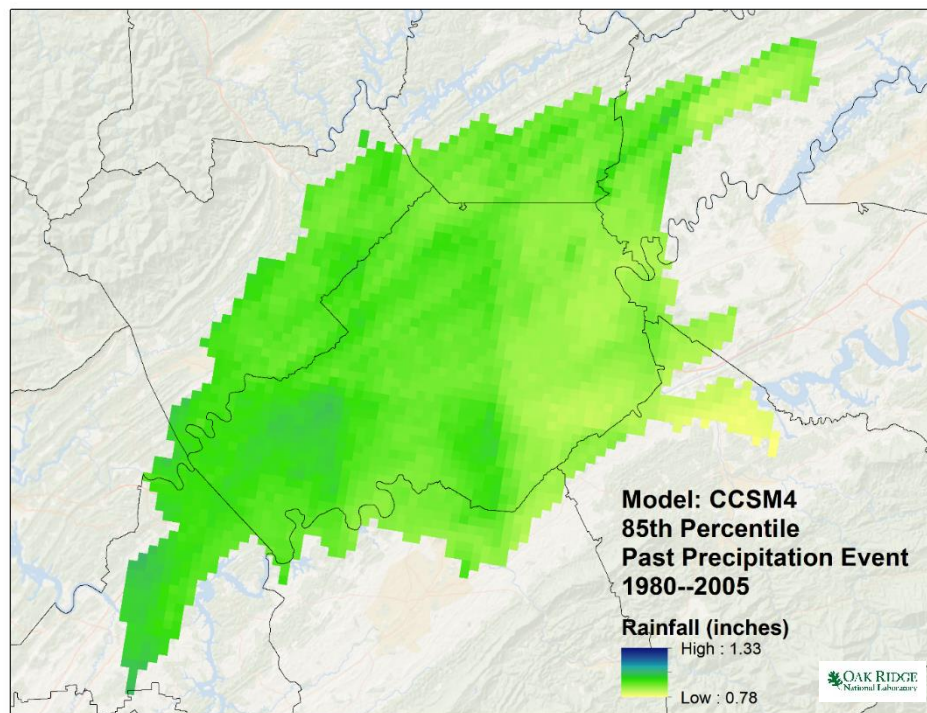 Model: CCSM4
85th Percentile
Past Precipitation Event
1980--2005
Rainfall (inches)
High : 1.33
Low : 0.78
OAK RIDGE
National Laboratory